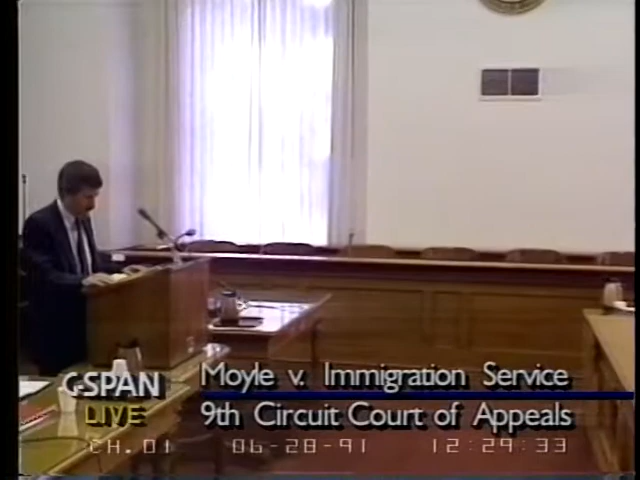 C-SPAN
LIVE
Moyle v. Immigration Service
9th Circuit Court of Appeals
CH.01 06-28-91 12:29:33